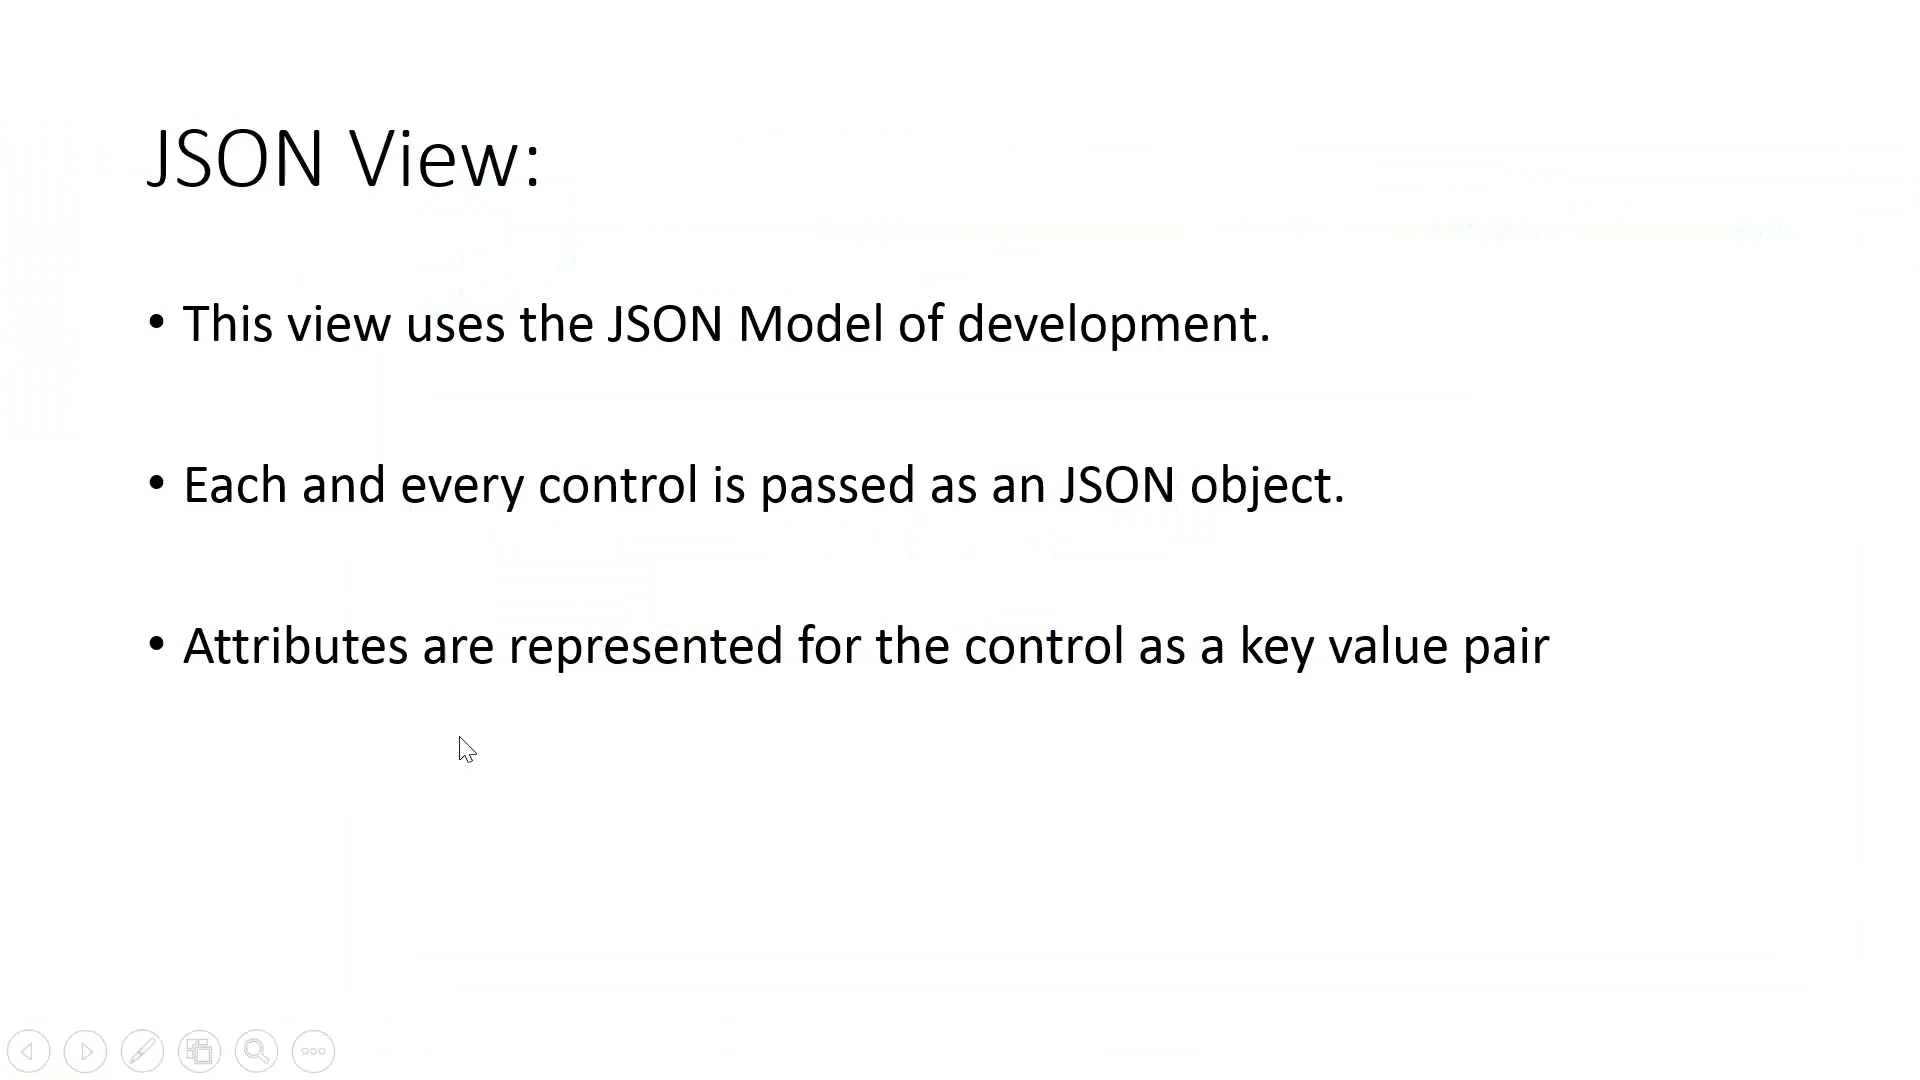 JSON View:
• This view uses the JSON Model of development.
• Each and every control is passed as an JSON object.
• Attributes are represented for the control as a key value pair